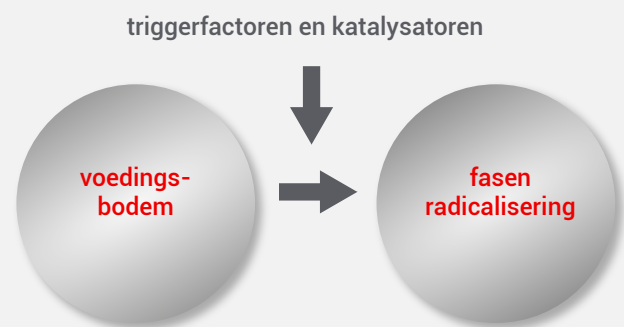 triggerfactoren en katalysatoren
voedings-
bodem
fasen
radicalisering